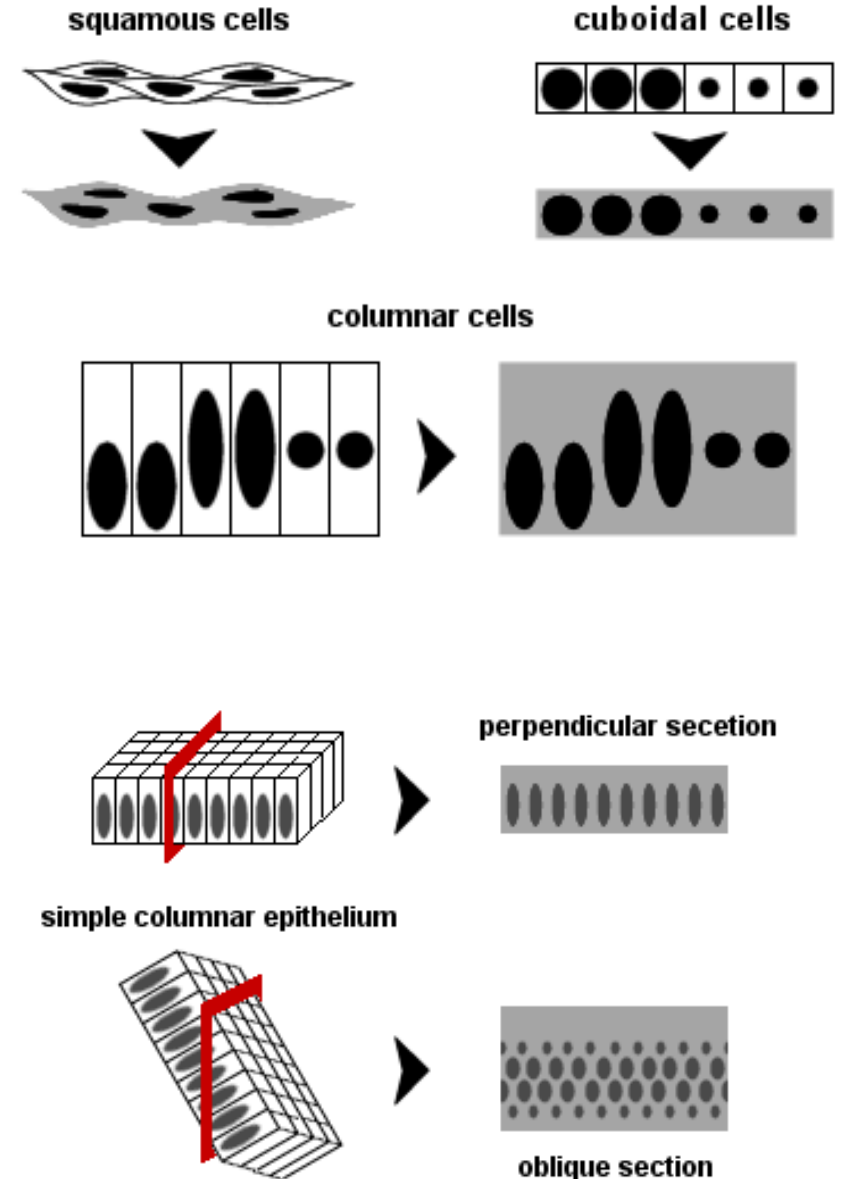 squamous cells
cuboidal cells
columnar cells
perpendicular secetion
simple columnar epithelium
oblique section